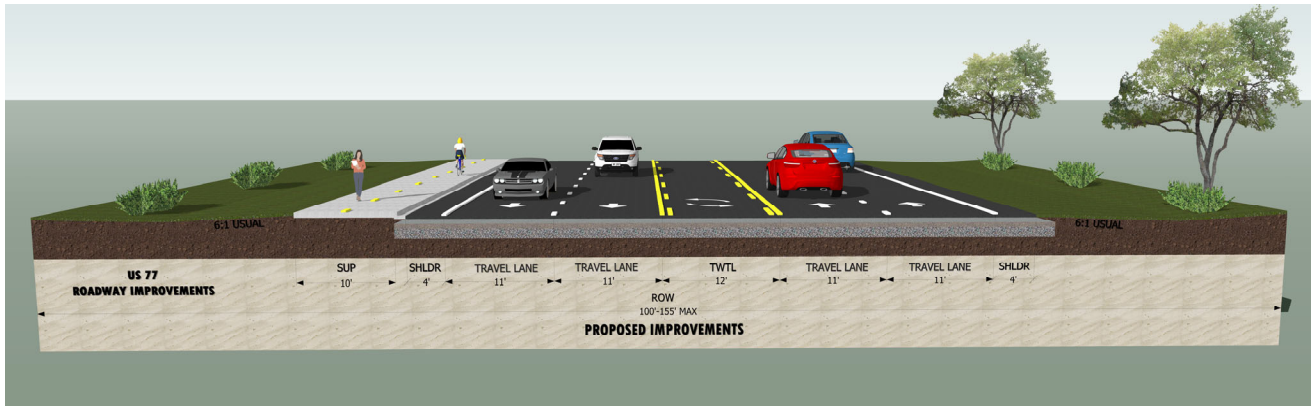 6:1 USUAL
6:1 USUAL
US 77
ROADWAY IMPROVEMENTS
SUP
10'
SHLDR
4'
TRAVEL LANE
11'
TRAVEL LANE
11'
TWTL
12'
TRAVEL LANE
11'
TRAVEL LANE
11'
SHLDR
4'
ROW
100'-155' MAX
PROPOSED IMPROVEMENTS